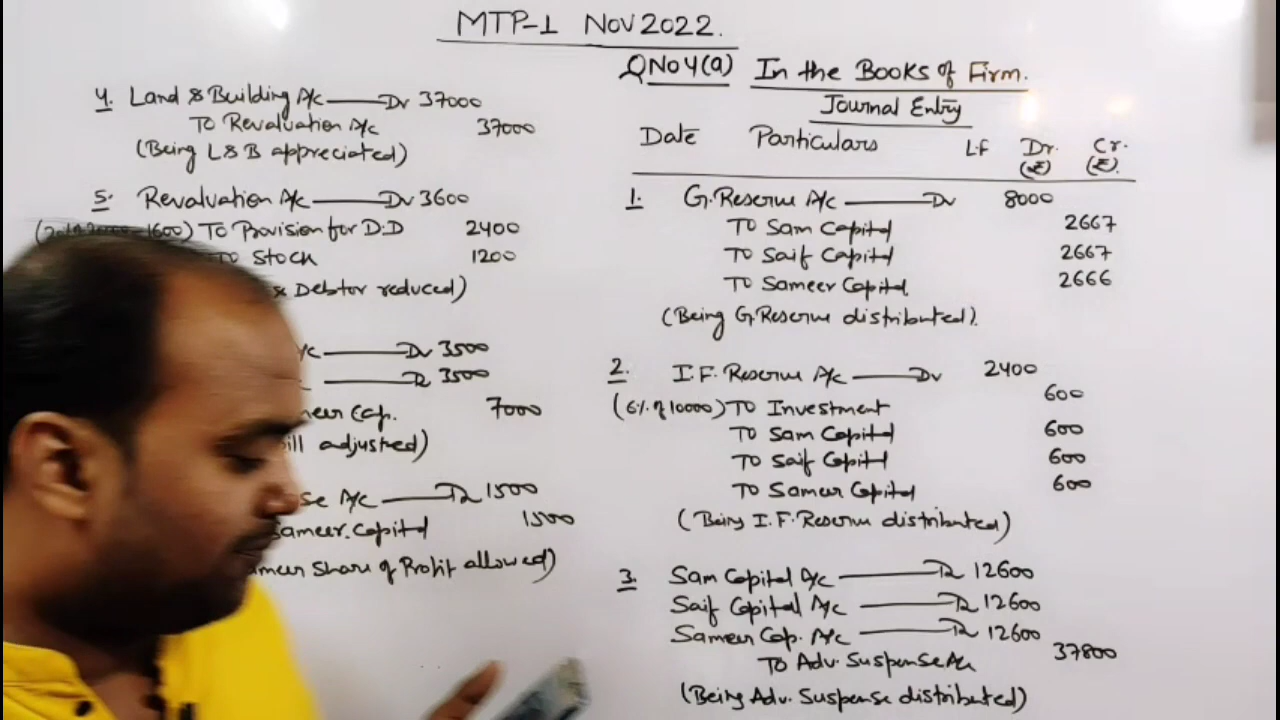 MTP-1 Nov 2022.
QNo 4(a) In the Books of Firm.
Journal Entry
Date Particulars L.f Dr. (₹) Cr. (₹)
1. G. Reserve A/c Dr 8000
To Sam Capital 2667
To Saif Capital 2667
To Sameer Capital 2666
(Being G Reserve distributed).
2. I.F. Reserve A/c Dr 2400
(6% of 10000) To Investment 600
To Sam Capital 600
To Saif Capital 600
To Sameer Capital 600
(Being I.F. Reserve distributed)
3. Sam Capital A/c Dr 12600
Saif Capital A/c Dr 12600
Sameer Cap. A/c Dr 12600
To Adv. Suspense A/c 37800
(Being Adv. Suspense distributed)
4. Land & Building A/c Dr 37000
To Revaluation A/c 37000
(Being L & B appreciated)
5. Revaluation A/c Dr 3600
To Provision for D.D 2400
To Stock 1200
& Debtor reduced)
Dr 3500
Dr 3500
Cap. 7000
adjusted)
A/c Dr 1500
Sameer. Capital 1500
Share of Profit allowed)